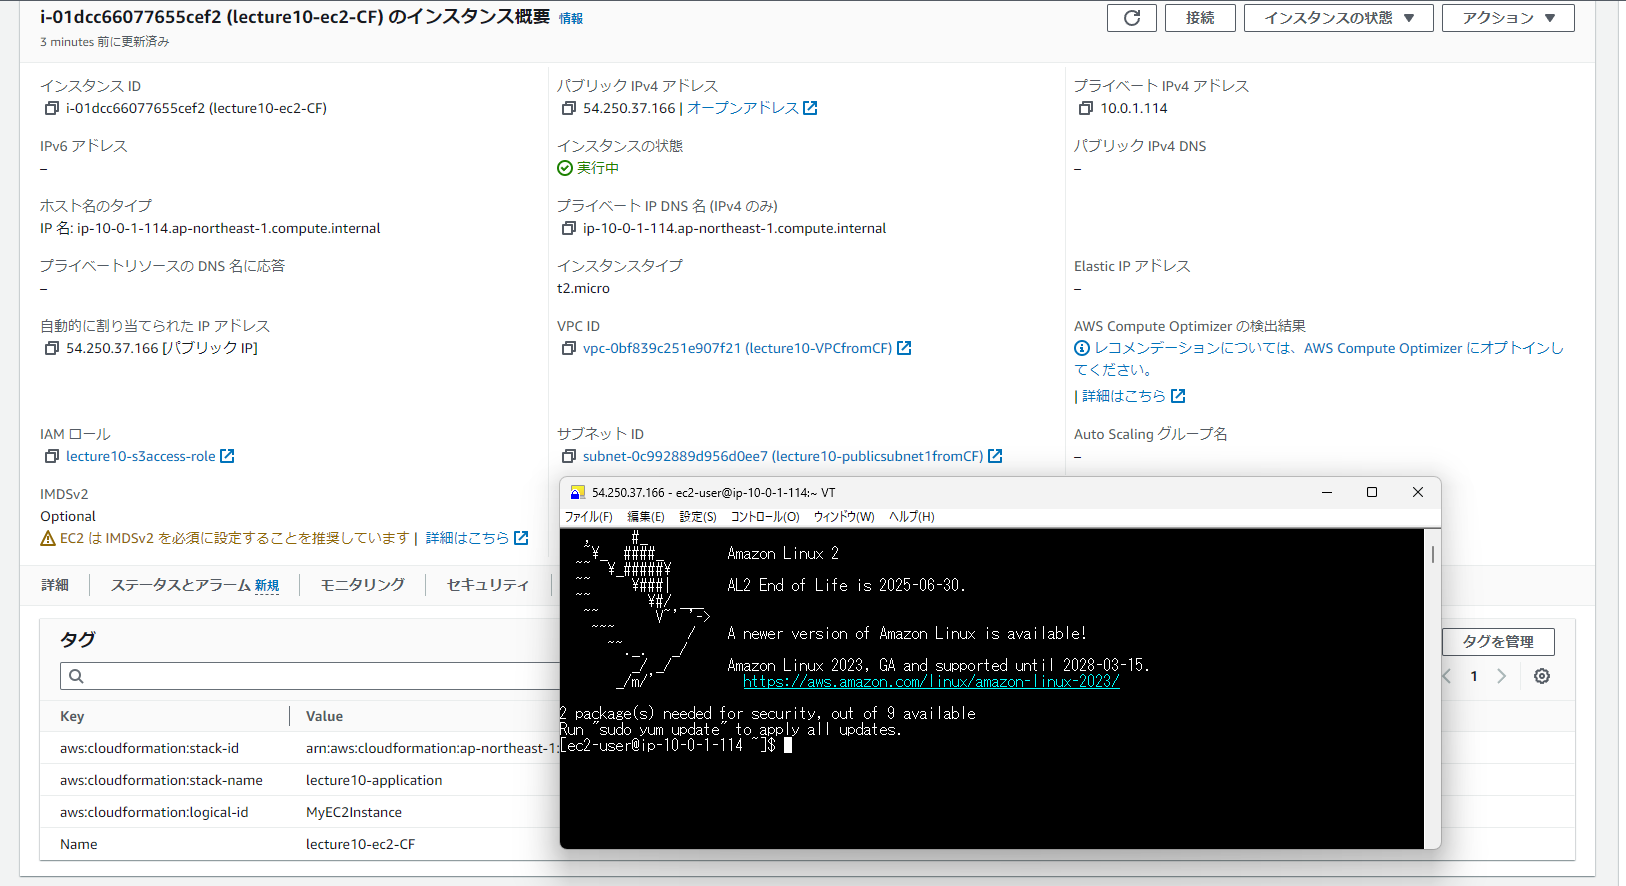 i-01dcc66077655cef2 (lecture10-ec2-CF) のインスタンス概要 情報
3 minutes 前に更新済み
接続
インスタンスの状態 ▼
アクション ▼
インスタンス ID
i-01dcc66077655cef2 (lecture10-ec2-CF)
パブリック IPv4 アドレス
54.250.37.166 | オープンアドレス
プライベート IPv4 アドレス
10.0.1.114
IPv6 アドレス
–
インスタンスの状態
実行中
パブリック IPv4 DNS
–
ホスト名のタイプ
IP 名: ip-10-0-1-114.ap-northeast-1.compute.internal
プライベート IP DNS 名 (IPv4 のみ)
ip-10-0-1-114.ap-northeast-1.compute.internal
プライベートリソースの DNS 名に応答
–
インスタンスタイプ
t2.micro
Elastic IP アドレス
–
自動的に割り当てられた IP アドレス
54.250.37.166 [パブリック IP]
VPC ID
vpc-0bf839c251e907f21 (lecture10-VPCfromCF)
AWS Compute Optimizer の検出結果
レコメンデーションについては、AWS Compute Optimizer にオプトインし
てください。
| 詳細はこちら
IAM ロール
lecture10-s3access-role
サブネット ID
subnet-0c992889d956d0ee7 (lecture10-publicsubnet1fromCF)
Auto Scaling グループ名
–
IMDSv2
Optional
EC2 は IMDSv2 を必須に設定することを推奨しています | 詳細はこちら
詳細
ステータスとアラーム 新規
モニタリング
セキュリティ
タグ
タグを管理
1
Key
Value
aws:cloudformation:stack-id
arn:aws:cloudformation:ap-northeast-1:
aws:cloudformation:stack-name
lecture10-application
aws:cloudformation:logical-id
MyEC2Instance
Name
lecture10-ec2-CF
54.250.37.166 - ec2-user@ip-10-0-1-114:~ VT
ファイル(F) 編集(E) 設定(S) コントロール(O) ウィンドウ(W) ヘルプ(H)
   ,     #_
   ~¥_  ####_        Amazon Linux 2
  ~~  ¥_#####¥
  ~~     ¥###|       AL2 End of Life is 2025-06-30.
  ~~       ¥#/ ___
   ~~       V~' '->
    ~~~         /    A newer version of Amazon Linux is available!
      ~~._.   _/
         _/ _/       Amazon Linux 2023, GA and supported until 2028-03-15.
       _/m/'           https://aws.amazon.com/linux/amazon-linux-2023/
2 package(s) needed for security, out of 9 available
Run "sudo yum update" to apply all updates.
[ec2-user@ip-10-0-1-114 ~]$